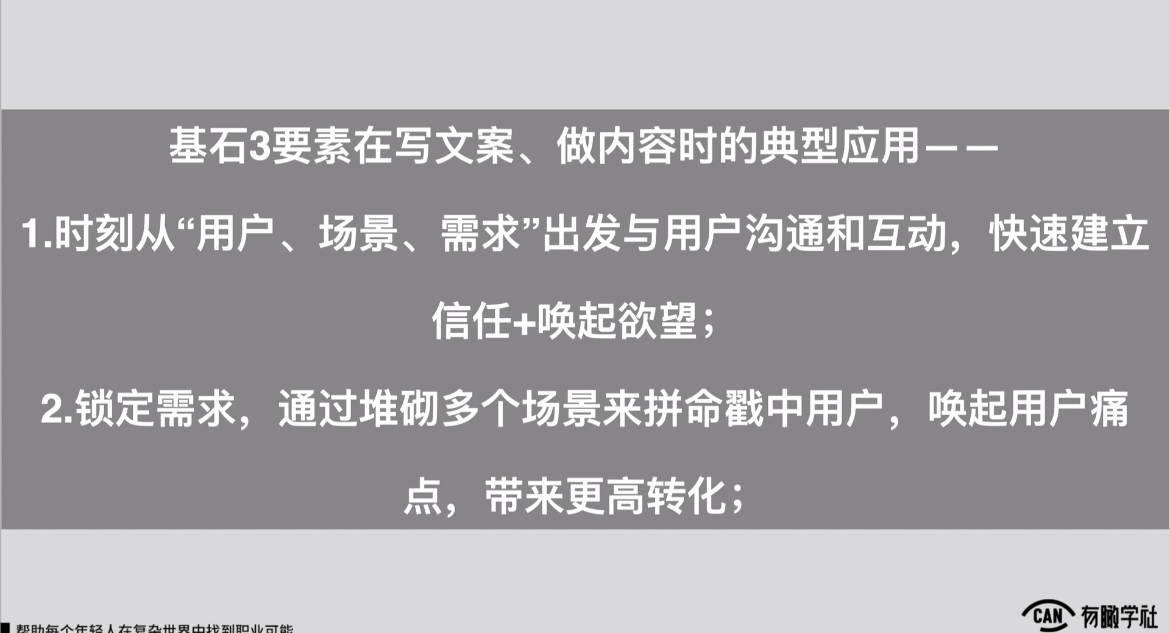 基石3要素在写文案、做内容时的典型应用——
1.时刻从“用户、场景、需求”出发与用户沟通和互动，快速建立
信任+唤起欲望；
2.锁定需求，通过堆砌多个场景来拼命戳中用户，唤起用户痛
点，带来更高转化；
CAN 有瞰学社
帮助每个年轻人在复杂世界中找到职业可能